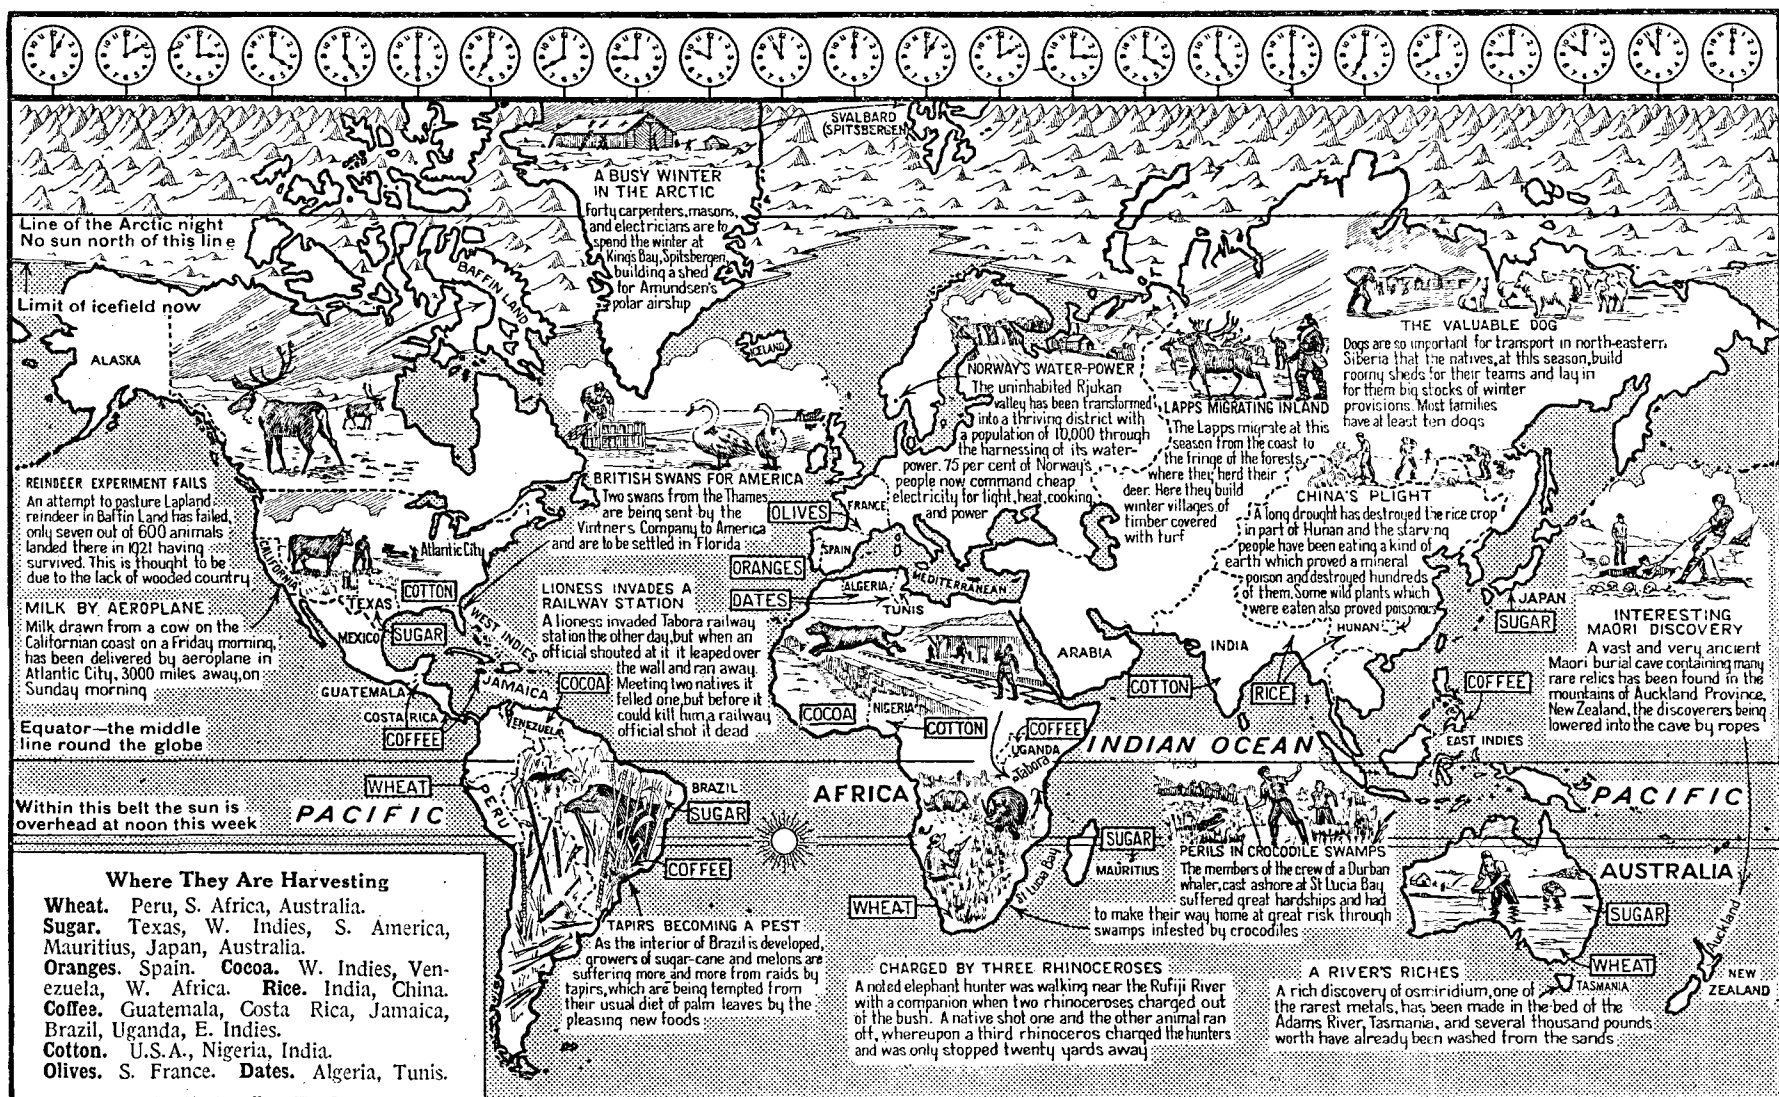 SVALBARD
(SPITSBERGEN)
A BUSY WINTER
IN THE ARCTIC
Forty carpenters, masons,
and electricians are to
spend the winter at
Kings Bay, Spitsbergen,
building a shed
for Amundsen's
polar airship
Line of the Arctic night
No sun north of this line
Limit of icefield now
BAFFIN LAND
ALASKA
ICELAND
REINDEER EXPERIMENT FAILS
An attempt to pasture Lapland
reindeer in Baffin Land has failed,
only seven out of 600 animals
landed there in 1921 having
survived. This is thought to be
due to the lack of wooded country
MILK BY AEROPLANE
Milk drawn from a cow on the
Californian coast on a Friday morning,
has been delivered by aeroplane in
Atlantic City, 3000 miles away, on
Sunday morning
Equator—the middle
line round the globe
Within this belt the sun is
overhead at noon this week
BRITISH SWANS FOR AMERICA
Two swans from the Thames
are being sent by the
Vintners Company to America
and are to be settled in Florida
LIONESS INVADES A
RAILWAY STATION
A lioness invaded Tabora railway
station the other day, but when an
official shouted at it it leaped over
the wall and ran away.
Meeting two natives it
felled one, but before it
could kill him a railway
official shot it dead
NORWAY'S WATER-POWER
The uninhabited Rjukan
valley has been transformed
into a thriving district with
a population of 10,000 through
the harnessing of its water-
power. 75 per cent of Norway's
people now command cheap
electricity for light, heat, cooking
and power
LAPPS MIGRATING INLAND
The Lapps migrate at this
season from the coast to
the fringe of the forests
where they herd their
deer. Here they build
winter villages of
timber covered
with turf
THE VALUABLE DOG
Dogs are so important for transport in north-eastern
Siberia that the natives, at this season, build
roomy sheds for their teams and lay in
for them big stocks of winter
provisions. Most families
have at least ten dogs
CHINA'S PLIGHT
A long drought has destroyed the rice crop
in part of Hunan and the starving
people have been eating a kind of
earth which proved a mineral
poison and destroyed hundreds
of them. Some wild plants which
were eaten also proved poisonous
INTERESTING
MAORI DISCOVERY
A vast and very ancient
Maori burial cave containing many
rare relics has been found in the
mountains of Auckland Province,
New Zealand, the discoverers being
lowered into the cave by ropes
CALIFORNIA
Atlantic City
COTTON
TEXAS
MEXICO
SUGAR
WEST INDIES
JAMAICA
GUATEMALA
COSTA RICA
COFFEE
COCOA
VENEZUELA
WHEAT
PERU
BRAZIL
SUGAR
COFFEE
PACIFIC
OLIVES
FRANCE
SPAIN
ORANGES
DATES
ALGERIA
TUNIS
MEDITERRANEAN
ARABIA
COCOA
NIGERIA
COTTON
COFFEE
UGANDA
Tabora
AFRICA
WHEAT
St Lucia Bay
SUGAR
MAURITIUS
INDIAN OCEAN
INDIA
COTTON
RICE
HUNAN
JAPAN
SUGAR
COFFEE
EAST INDIES
PACIFIC
AUSTRALIA
SUGAR
WHEAT
TASMANIA
Auckland
NEW
ZEALAND
TAPIRS BECOMING A PEST
As the interior of Brazil is developed,
growers of sugar-cane and melons are
suffering more and more from raids by
tapirs, which are being tempted from
their usual diet of palm leaves by the
pleasing new foods
CHARGED BY THREE RHINOCEROSES
A noted elephant hunter was walking near the Rufiji River
with a companion when two rhinoceroses charged out
of the bush. A native shot one and the other animal ran
off, whereupon a third rhinoceros charged the hunters
and was only stopped twenty yards away
PERILS IN CROCODILE SWAMPS
The members of the crew of a Durban
whaler, cast ashore at St Lucia Bay
suffered great hardships and had
to make their way home at great risk through
swamps infested by crocodiles
A RIVER'S RICHES
A rich discovery of osmiridium, one of
the rarest metals, has been made in the bed of the
Adams River, Tasmania, and several thousand pounds
worth have already been washed from the sands
Where They Are Harvesting
Wheat. Peru, S. Africa, Australia.
Sugar. Texas, W. Indies, S. America,
Mauritius, Japan, Australia.
Oranges. Spain. Cocoa. W. Indies, Ven-
ezuela, W. Africa. Rice. India, China.
Coffee. Guatemala, Costa Rica, Jamaica,
Brazil, Uganda, E. Indies.
Cotton. U.S.A., Nigeria, India.
Olives. S. France. Dates. Algeria, Tunis.